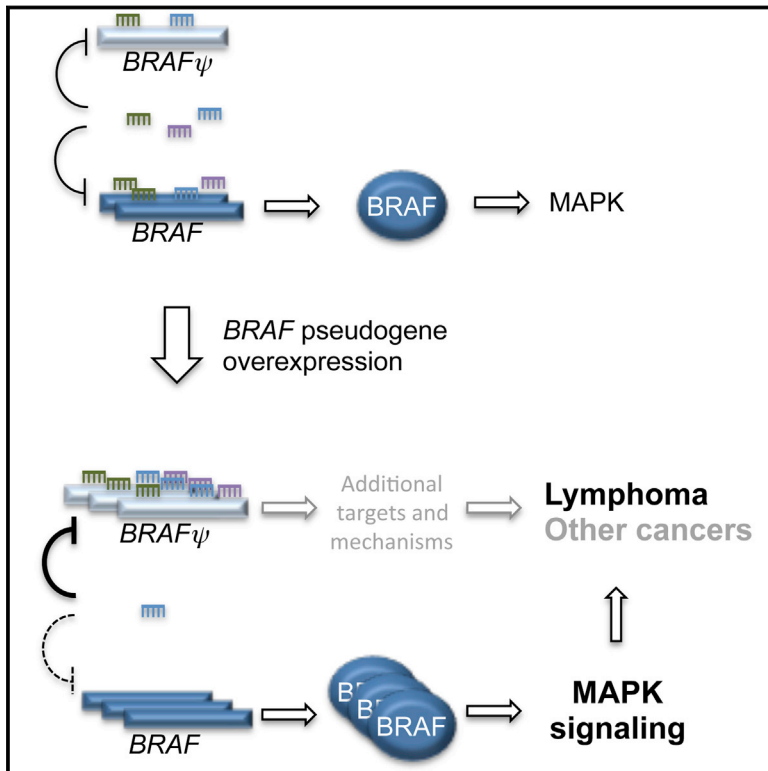 BRAFψ
BRAF
BRAF
MAPK
BRAF pseudogene
overexpression
BRAFψ
Additional
targets and
mechanisms
Lymphoma
Other cancers
BRAF
BRAF
MAPK
signaling